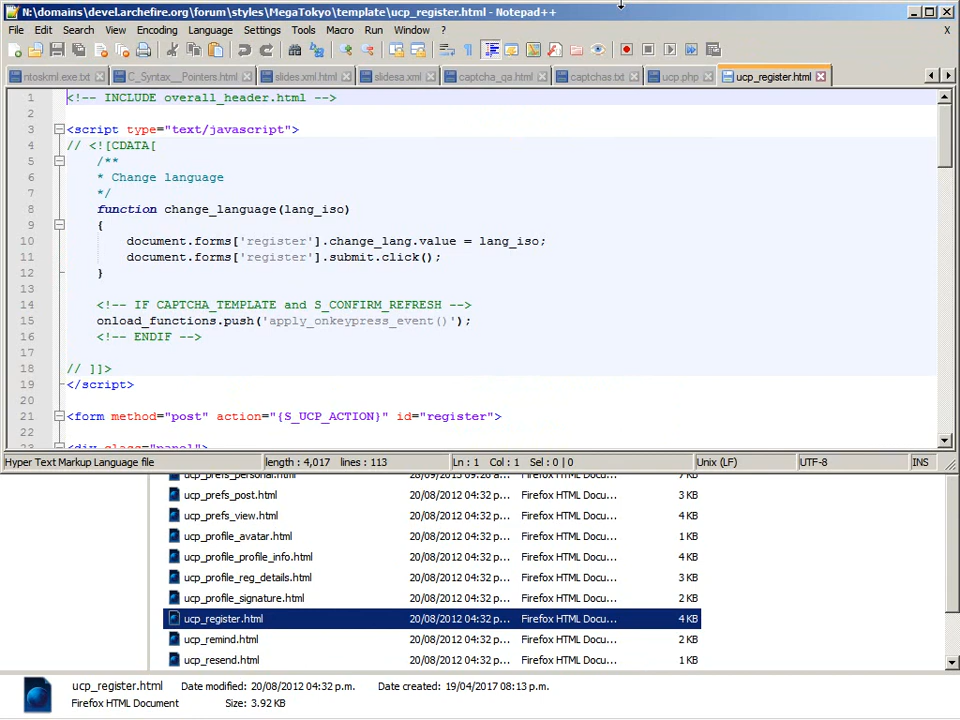 N:\domains\devel.archefire.org\forum\styles\MegaTokyo\template\ucp_register.html - Notepad++
File Edit Search View Encoding Language Settings Tools Macro Run Window ? X
ntoskrnl.exe.txt C_Syntax__Pointers.html slides.xml.html slidesa.xml captcha_qa.html captchas.txt ucp.php ucp_register.html
1 <!-- INCLUDE overall_header.html -->
2
3 <script type="text/javascript">
4 // <![CDATA[
5 /**
6 * Change language
7 */
8 function change_language(lang_iso)
9 {
10 document.forms['register'].change_lang.value = lang_iso;
11 document.forms['register'].submit.click();
12 }
13
14 <!-- IF CAPTCHA_TEMPLATE and S_CONFIRM_REFRESH -->
15 onload_functions.push('apply_onkeypress_event()');
16 <!-- ENDIF -->
17
18 // ]]>
19 </script>
20
21 <form method="post" action="{S_UCP_ACTION}" id="register">
22
23 <div class="panel">
Hyper Text Markup Language file length : 4,017 lines : 113 Ln : 1 Col : 1 Sel : 0 | 0 Unix (LF) UTF-8 INS
ucp_prefs_personal.html Firefox HTML Docu... 7 KB
ucp_prefs_post.html 20/08/2012 04:32 p... Firefox HTML Docu... 3 KB
ucp_prefs_view.html 20/08/2012 04:32 p... Firefox HTML Docu... 4 KB
ucp_profile_avatar.html 20/08/2012 04:32 p... Firefox HTML Docu... 1 KB
ucp_profile_profile_info.html 20/08/2012 04:32 p... Firefox HTML Docu... 4 KB
ucp_profile_reg_details.html 20/08/2012 04:32 p... Firefox HTML Docu... 3 KB
ucp_profile_signature.html 20/08/2012 04:32 p... Firefox HTML Docu... 2 KB
ucp_register.html 20/08/2012 04:32 p... Firefox HTML Docu... 4 KB
ucp_remind.html 20/08/2012 04:32 p... Firefox HTML Docu... 2 KB
ucp_resend.html 20/08/2012 04:32 p... Firefox HTML Docu... 1 KB
ucp_register.html Date modified: 20/08/2012 04:32 p.m. Date created: 19/04/2017 08:13 p.m.
Firefox HTML Document Size: 3.92 KB